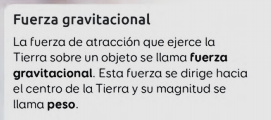 Fuerza gravitacional
La fuerza de atracción que ejerce la
Tierra sobre un objeto se llama fuerza
gravitacional. Esta fuerza se dirige hacia
el centro de la Tierra y su magnitud se
llama peso.